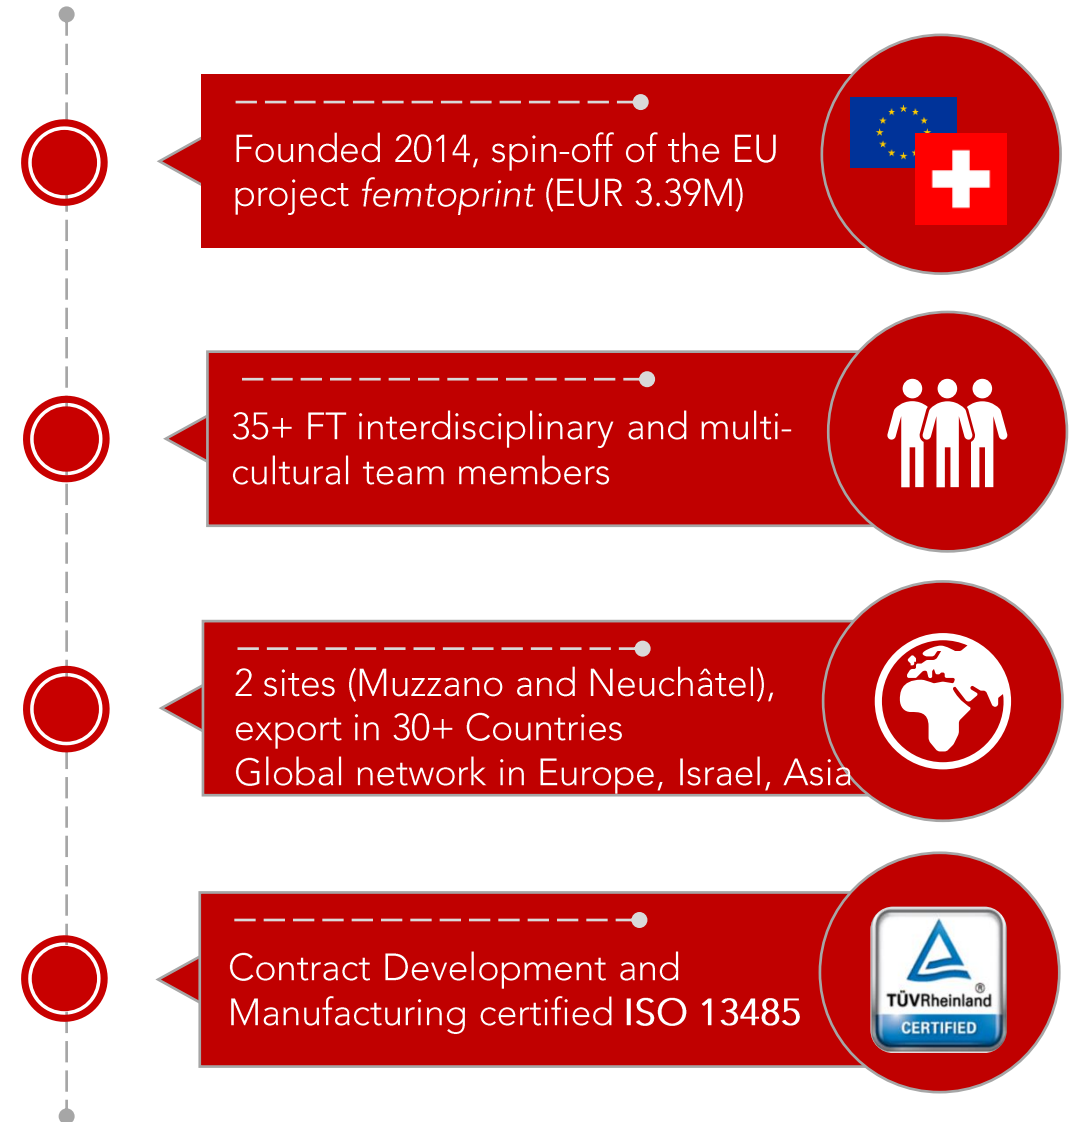 Founded 2014, spin-off of the EU
project femtoprint (EUR 3.39M)
35+ FT interdisciplinary and multi-
cultural team members
2 sites (Muzzano and Neuchâtel),
export in 30+ Countries
Global network in Europe, Israel, Asia
Contract Development and
Manufacturing certified ISO 13485
®
TÜVRheinland
CERTIFIED